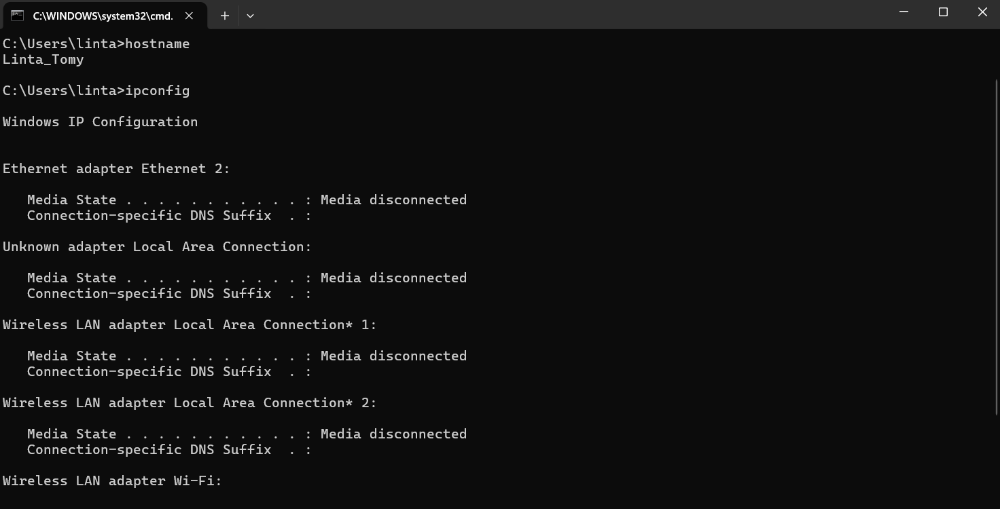 C:\WINDOWS\system32\cmd.
C:\Users\linta>hostname
Linta_Tomy
C:\Users\linta>ipconfig
Windows IP Configuration
Ethernet adapter Ethernet 2:
Media State . . . . . . . . . . . : Media disconnected
Connection-specific DNS Suffix  . :
Unknown adapter Local Area Connection:
Media State . . . . . . . . . . . : Media disconnected
Connection-specific DNS Suffix  . :
Wireless LAN adapter Local Area Connection* 1:
Media State . . . . . . . . . . . : Media disconnected
Connection-specific DNS Suffix  . :
Wireless LAN adapter Local Area Connection* 2:
Media State . . . . . . . . . . . : Media disconnected
Connection-specific DNS Suffix  . :
Wireless LAN adapter Wi-Fi: